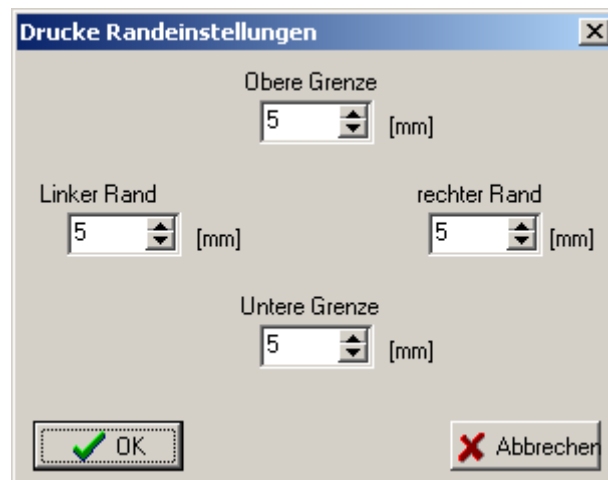 Drucke Randeinstellungen
Obere Grenze
5 [mm]
Linker Rand rechter Rand
5 [mm] 5 [mm]
Untere Grenze
5 [mm]
OK Abbrechen